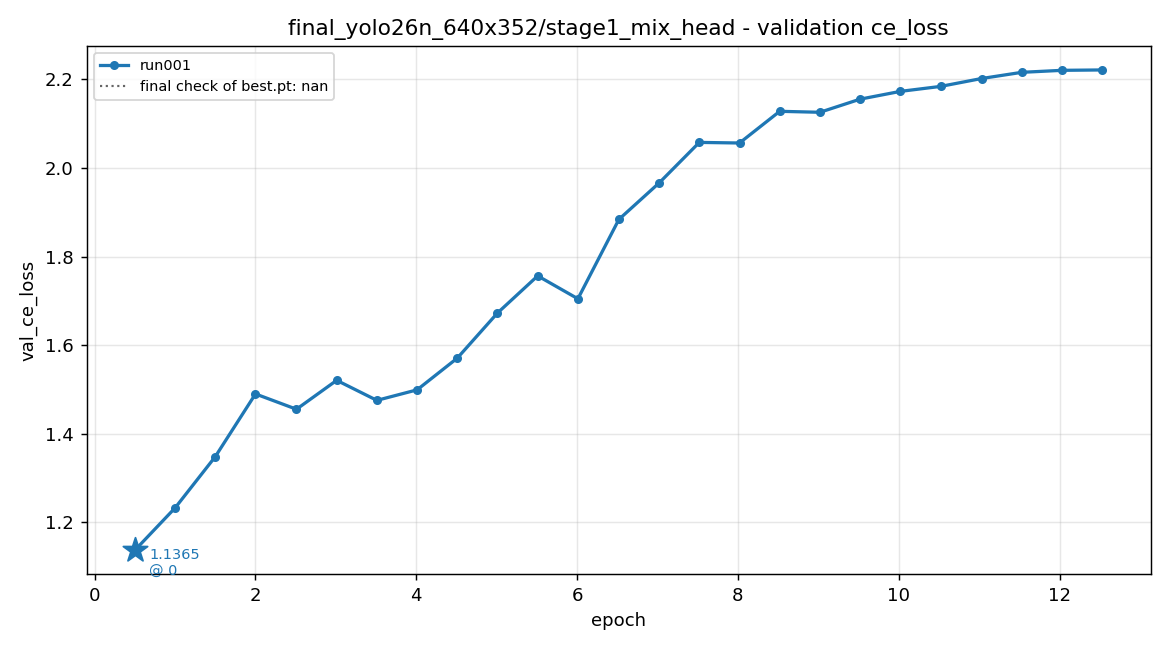 final_yolo26n_640x352/stage1_mix_head - validation ce_loss
run001
final check of best.pt: nan
2.2
2.0
1.8
1.6
1.4
1.2
val_ce_loss
1.1365
@ 0
0 2 4 6 8 10 12
epoch